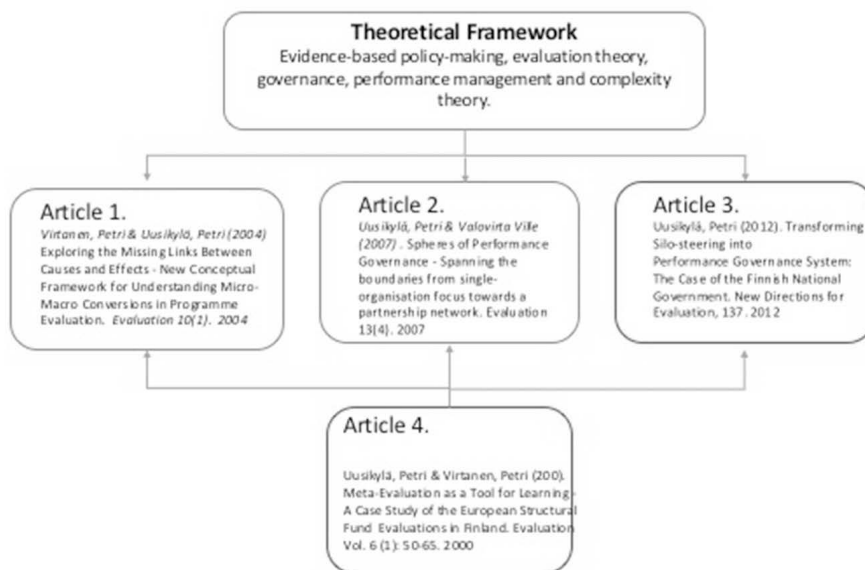 Theoretical Framework
Evidence-based policy-making, evaluation theory,
governance, performance management and complexity
theory.
Article 1.
Virtanen, Petri & Uusikylä, Petri (2004)
Exploring the Missing Links Between
Causes and Effects - New Conceptual
Framework for Understanding Micro-
Macro Conversions in Programme
Evaluation. Evaluation 10(1). 2004
Article 2.
Uusikylä, Petri & Valovirta Ville
(2007) . Spheres of Performance
Governance - Spanning the
boundaries from single-
organisation focus towards a
partnership network. Evaluation
13(4). 2007
Article 3.
Uusikylä, Petri (2012). Transforming
Silo-steering into
Performance Governance System:
The Case of the Finnish National
Government. New Directions for
Evaluation, 137. 2012
Article 4.
Uusikylä, Petri & Virtanen, Petri (200).
Meta-Evaluation as a Tool for Learning -
A Case Study of the European Structural
Fund Evaluations in Finland. Evaluation
Vol. 6 (1): 50-65. 2000